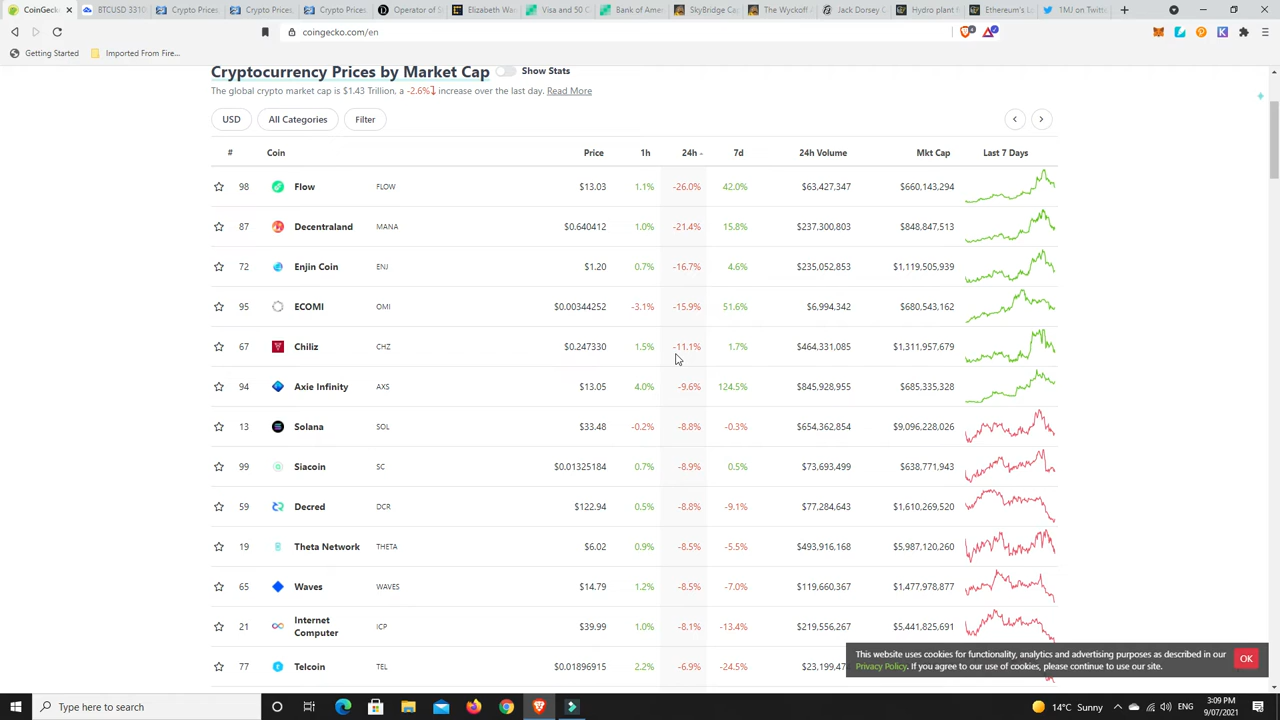 CoinGecko:
BTCUSD 3310
Crypto Prices
Crypto Prices
Crypto Prices
Operator of S
Elizabeth War
Visa and 50 C
Bank of Amer
SkyBridge Cap
The Wyckoff A
Jack Dorsey C
Hydro plant
Ethereum's L
1MJ on Twitte
coingecko.com/en
Getting Started
Imported From Fire...
Cryptocurrency Prices by Market Cap
Show Stats
The global crypto market cap is $1.43 Trillion, a -2.6% increase over the last day. Read More
USD All Categories Filter
# Coin Price 1h 24h 7d 24h Volume Mkt Cap Last 7 Days
98 Flow FLOW $13.03 1.1% -26.0% 42.0% $63,427,347 $660,143,294
87 Decentraland MANA $0.640412 1.0% -21.4% 15.8% $237,300,803 $848,847,513
72 Enjin Coin ENJ $1.20 0.7% -16.7% 4.6% $235,052,853 $1,119,505,939
95 ECOMI OMI $0.00344252 -3.1% -15.9% 51.6% $6,994,342 $680,543,162
67 Chiliz CHZ $0.247330 1.5% -11.1% 1.7% $464,331,085 $1,311,957,679
94 Axie Infinity AXS $13.05 4.0% -9.6% 124.5% $845,928,955 $685,335,328
13 Solana SOL $33.48 -0.2% -8.8% -0.3% $654,362,854 $9,096,228,026
99 Siacoin SC $0.01325184 0.7% -8.9% 0.5% $73,693,499 $638,771,943
59 Decred DCR $122.94 0.5% -8.8% -9.1% $77,284,643 $1,610,269,520
19 Theta Network THETA $6.02 0.9% -8.5% -5.5% $493,916,168 $5,987,120,260
65 Waves WAVES $14.79 1.2% -8.5% -7.0% $119,660,367 $1,477,978,877
21 Internet Computer ICP $39.99 1.0% -8.1% -13.4% $219,556,267 $5,441,825,691
77 Telcoin TEL $0.01896915 2.2% -6.9% -24.5% $23,199,47
This website uses cookies for functionality, analytics and advertising purposes as described in our
Privacy Policy. If you agree to our use of cookies, please continue to use our site.
OK
Type here to search
14°C Sunny
ENG
3:09 PM
9/07/2021